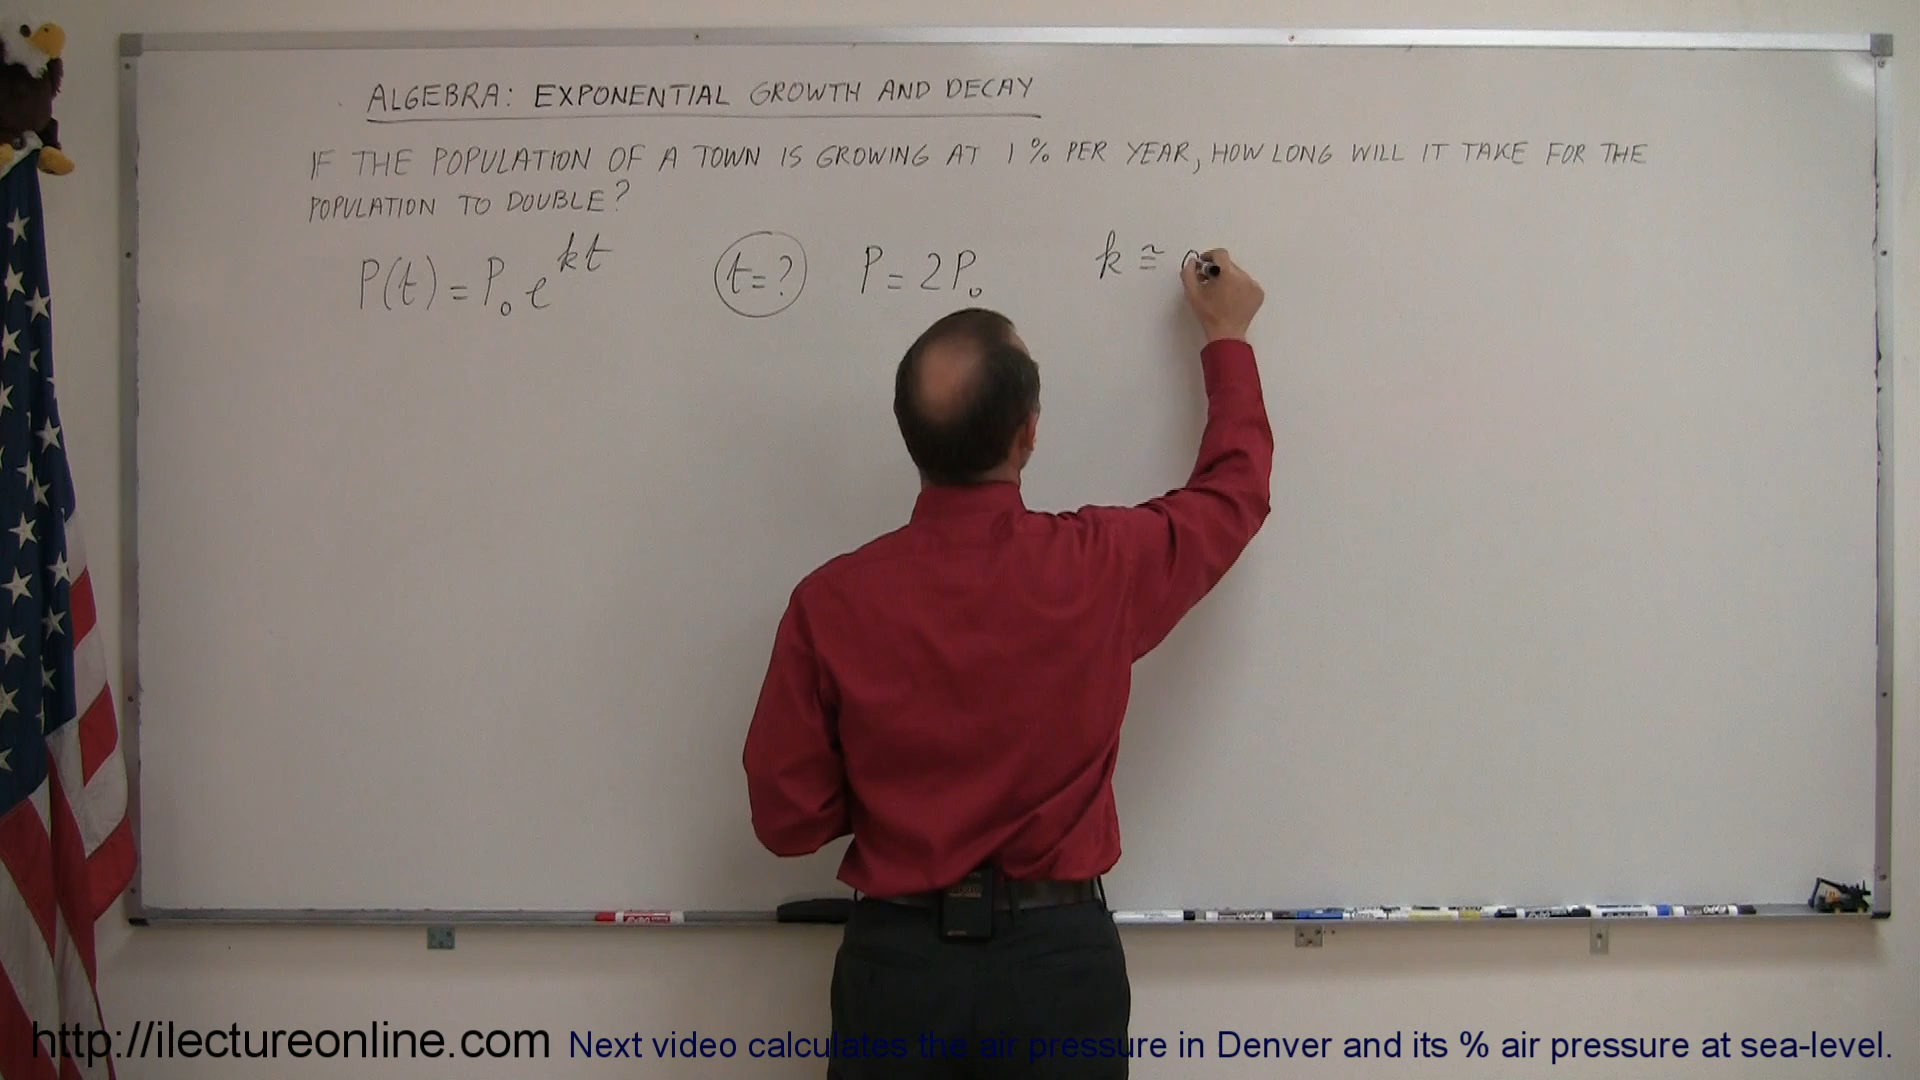 ALGEBRA: EXPONENTIAL GROWTH AND DECAY
IF THE POPULATION OF A TOWN IS GROWING AT 1% PER YEAR, HOW LONG WILL IT TAKE FOR THE
POPULATION TO DOUBLE?
P(t) = P₀ e^{kt} t = ? P = 2P₀ k ≅
http://ilectureonline.com Next video calculates the air pressure in Denver and its % air pressure at sea-level.